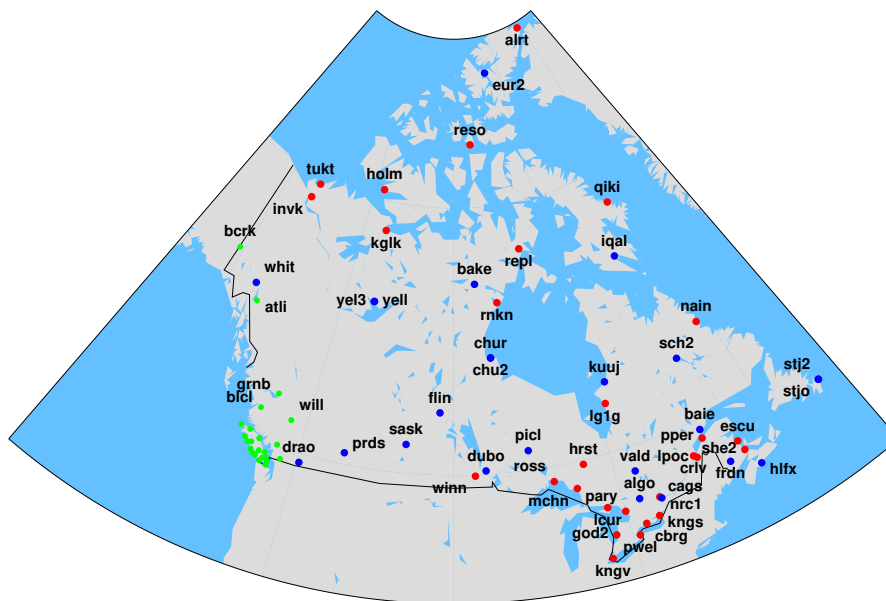 alrt
eur2
reso
tukt
holm
qiki
invk
bcrk
kglk
iqal
repl
whit
bake
yel3
yell
atli
rnkn
nain
chur
sch2
stj2
chu2
kuuj
grnb
stjo
blcl
flin
will
lg1g
baie
escu
sask
pper
she2
drao
prds
picl
hrst
dubo
ross
vald
lpoc
crlv
frdn
hlfx
winn
algo
cags
mchn
pary
nrc1
lcur
kngs
god2
cbrg
pwel
kngv